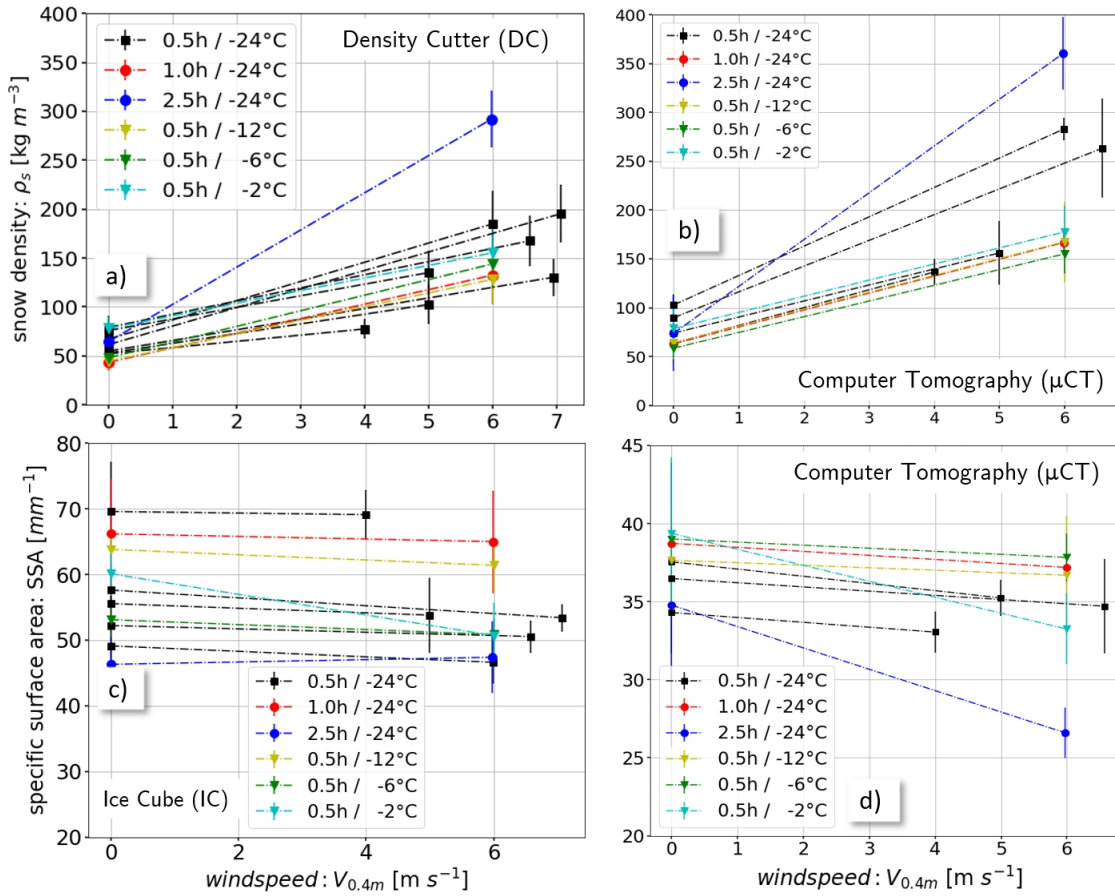 snow density: ρs [kg m−3]
400
350
300
250
200
150
100
50
0
0 1 2 3 4 5 6 7
0.5h / -24°C
1.0h / -24°C
2.5h / -24°C
0.5h / -12°C
0.5h / -6°C
0.5h / -2°C
Density Cutter (DC)
a)
400
350
300
250
200
150
100
50
0
0 1 2 3 4 5 6
0.5h / -24°C
1.0h / -24°C
2.5h / -24°C
0.5h / -12°C
0.5h / -6°C
0.5h / -2°C
b)
Computer Tomography (μCT)
specific surface area: SSA [mm−1]
80
70
60
50
40
30
20
c)
0.5h / -24°C
1.0h / -24°C
2.5h / -24°C
0.5h / -12°C
0.5h / -6°C
0.5h / -2°C
Ice Cube (IC)
0 2 4 6
windspeed: V0.4m [m s−1]
45
40
35
30
25
20
Computer Tomography (μCT)
0.5h / -24°C
1.0h / -24°C
2.5h / -24°C
0.5h / -12°C
0.5h / -6°C
0.5h / -2°C
d)
0 1 2 3 4 5 6
windspeed: V0.4m [m s−1]